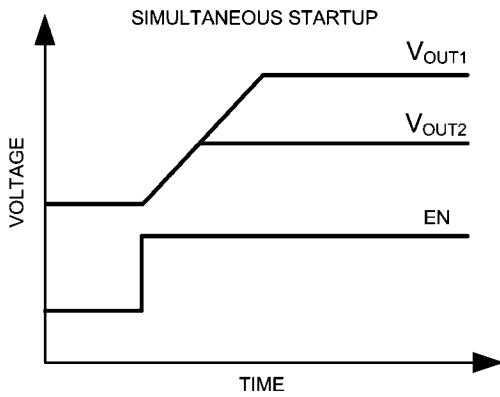 SIMULTANEOUS STARTUP
VOUT1
VOUT2
VOLTAGE
EN
TIME